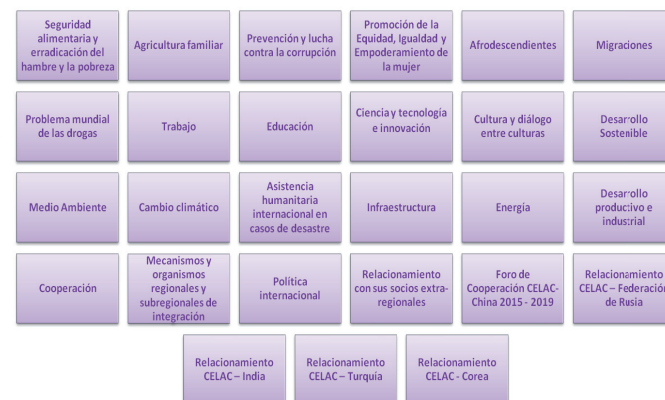 Seguridad
alimentaria y
erradicación del
hambre y la pobreza
Agricultura familiar
Prevención y lucha
contra la corrupción
Promoción de la
Equidad, Igualdad y
Empoderamiento de
la mujer
Afrodescendientes
Migraciones
Problema mundial
de las drogas
Trabajo
Educación
Ciencia y tecnología
e innovación
Cultura y diálogo
entre culturas
Desarrollo
Sostenible
Medio Ambiente
Cambio climático
Asistencia
humanitaria
internacional en
casos de desastre
Infraestructura
Energía
Desarrollo
productivo e
industrial
Cooperación
Mecanismos y
organismos
regionales y
subregionales de
integración
Política
internacional
Relacionamiento
con sus socios extra-
regionales
Foro de
Cooperación CELAC-
China 2015 - 2019
Relacionamiento
CELAC – Federación
de Rusia
Relacionamiento
CELAC – India
Relacionamiento
CELAC – Turquía
Relacionamiento
CELAC - Corea